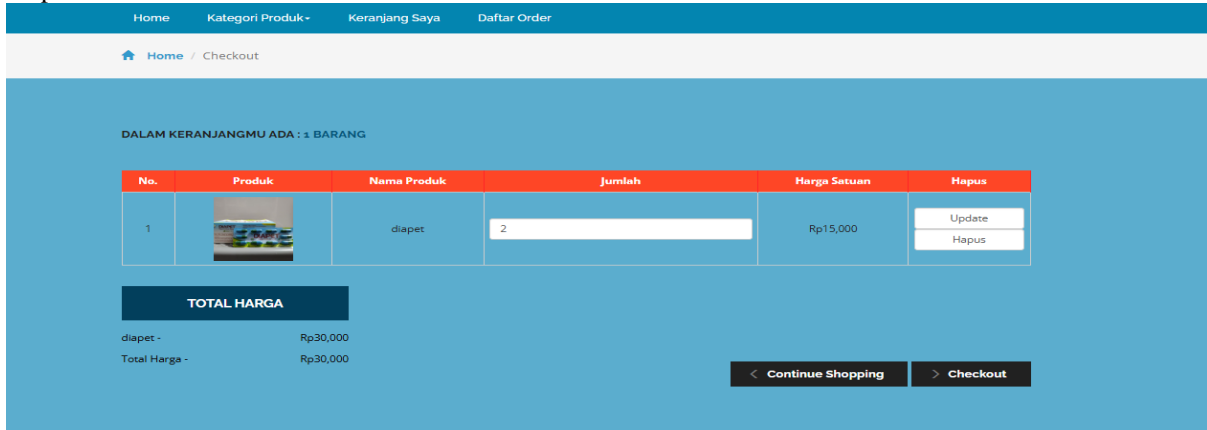 Home Kategori Produk Keranjang Saya Daftar Order
Home / Checkout
DALAM KERANJANGMU ADA : 1 BARANG
No. Produk Nama Produk Jumlah Harga Satuan Hapus
1 diapet 2 Rp15,000 Update
Hapus
TOTAL HARGA
diapet - Rp30,000
Total Harga - Rp30,000
< Continue Shopping > Checkout